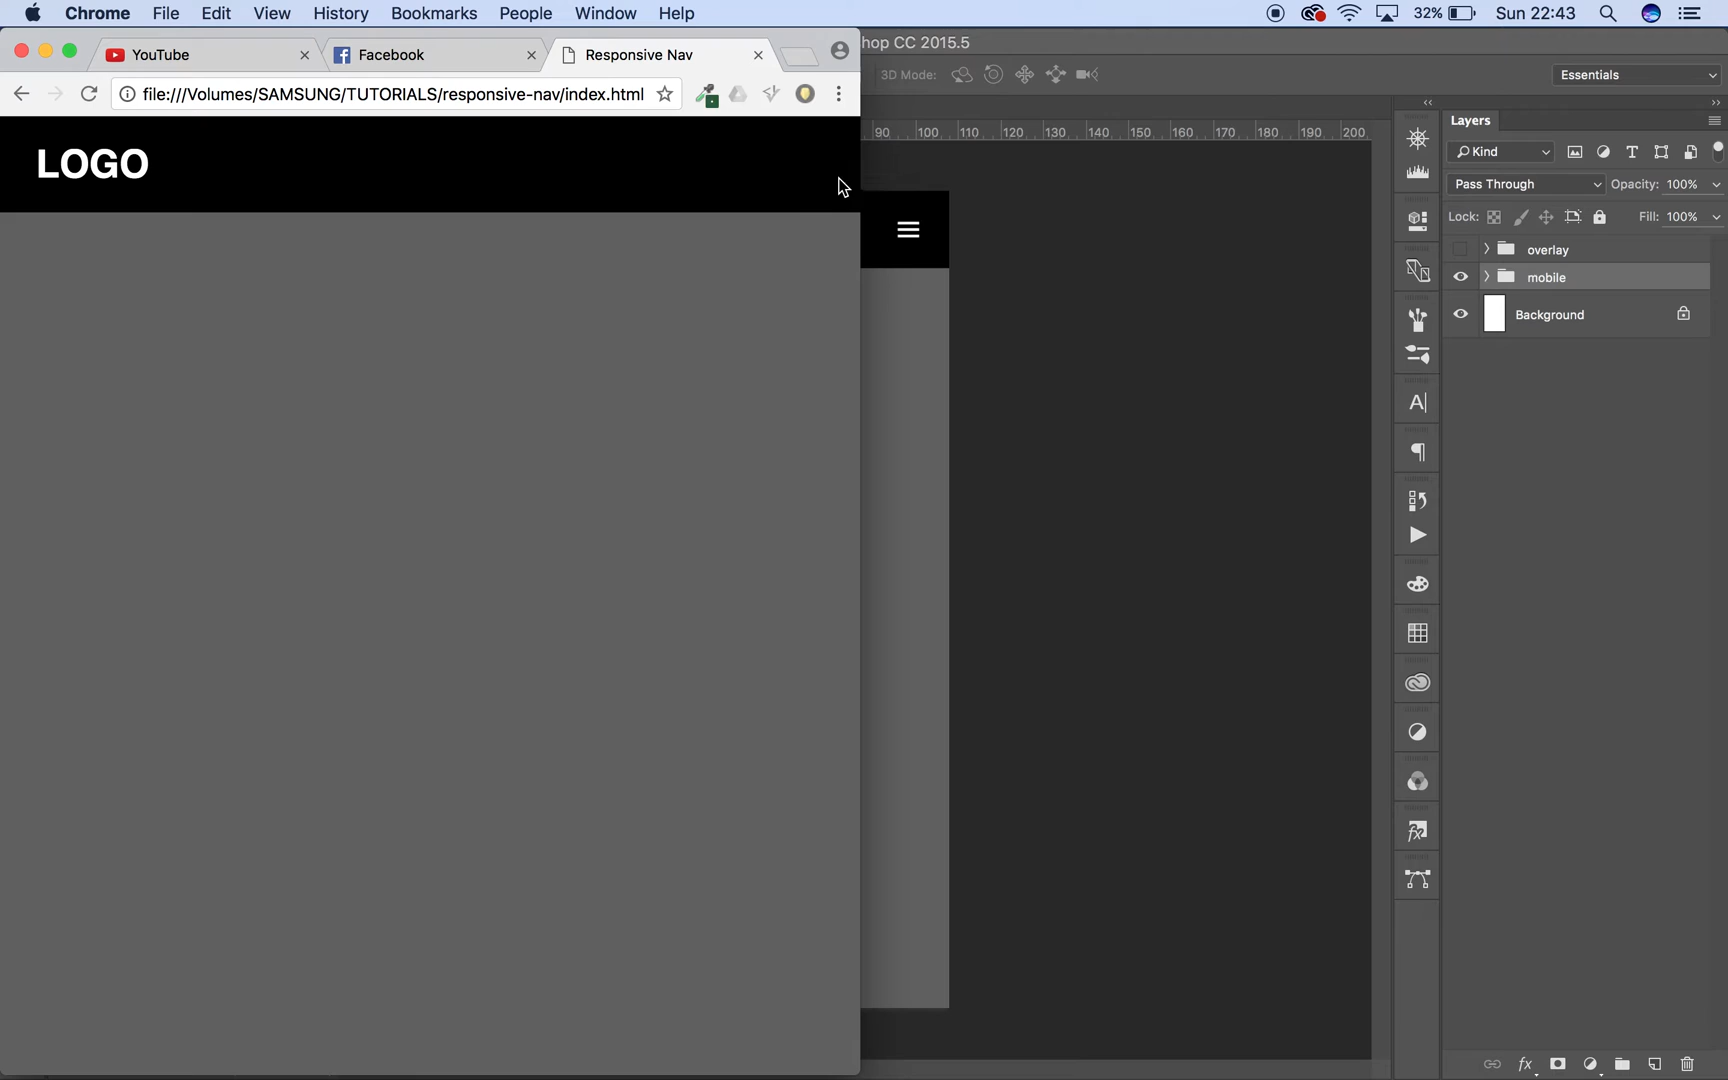 Chrome File Edit View History Bookmarks People Window Help 32% Sun 22:43
YouTube Facebook Responsive Nav
hop CC 2015.5
file:///Volumes/SAMSUNG/TUTORIALS/responsive-nav/index.html
3D Mode: Essentials
90 100 110 120 130 140 150 160 170 180 190 200
LOGO
Layers
Kind
Pass Through Opacity: 100%
Lock: Fill: 100%
overlay
mobile
Background